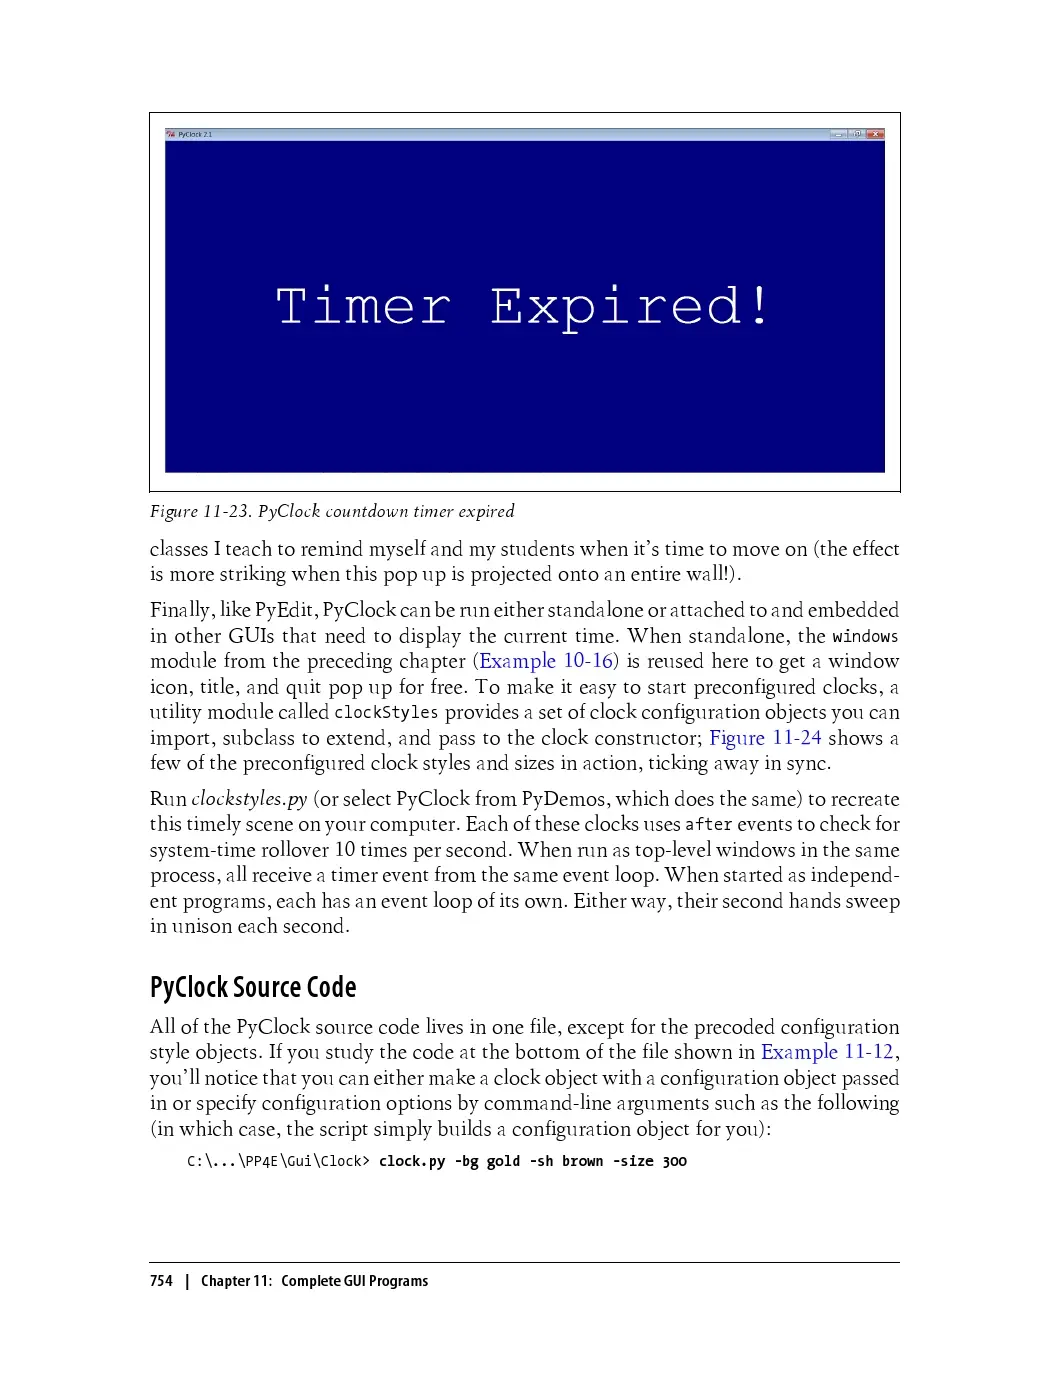 PyClock 2.1
Timer Expired!
Figure 11-23. PyClock countdown timer expired
classes I teach to remind myself and my students when it’s time to move on (the effect
is more striking when this pop up is projected onto an entire wall!).
Finally, like PyEdit, PyClock can be run either standalone or attached to and embedded
in other GUIs that need to display the current time. When standalone, the windows
module from the preceding chapter (Example 10-16) is reused here to get a window
icon, title, and quit pop up for free. To make it easy to start preconfigured clocks, a
utility module called clockStyles provides a set of clock configuration objects you can
import, subclass to extend, and pass to the clock constructor; Figure 11-24 shows a
few of the preconfigured clock styles and sizes in action, ticking away in sync.
Run clockstyles.py (or select PyClock from PyDemos, which does the same) to recreate
this timely scene on your computer. Each of these clocks uses after events to check for
system-time rollover 10 times per second. When run as top-level windows in the same
process, all receive a timer event from the same event loop. When started as independ-
ent programs, each has an event loop of its own. Either way, their second hands sweep
in unison each second.
PyClock Source Code
All of the PyClock source code lives in one file, except for the precoded configuration
style objects. If you study the code at the bottom of the file shown in Example 11-12,
you’ll notice that you can either make a clock object with a configuration object passed
in or specify configuration options by command-line arguments such as the following
(in which case, the script simply builds a configuration object for you):
C:\...\PP4E\Gui\Clock> clock.py -bg gold -sh brown -size 300
754 | Chapter 11: Complete GUI Programs